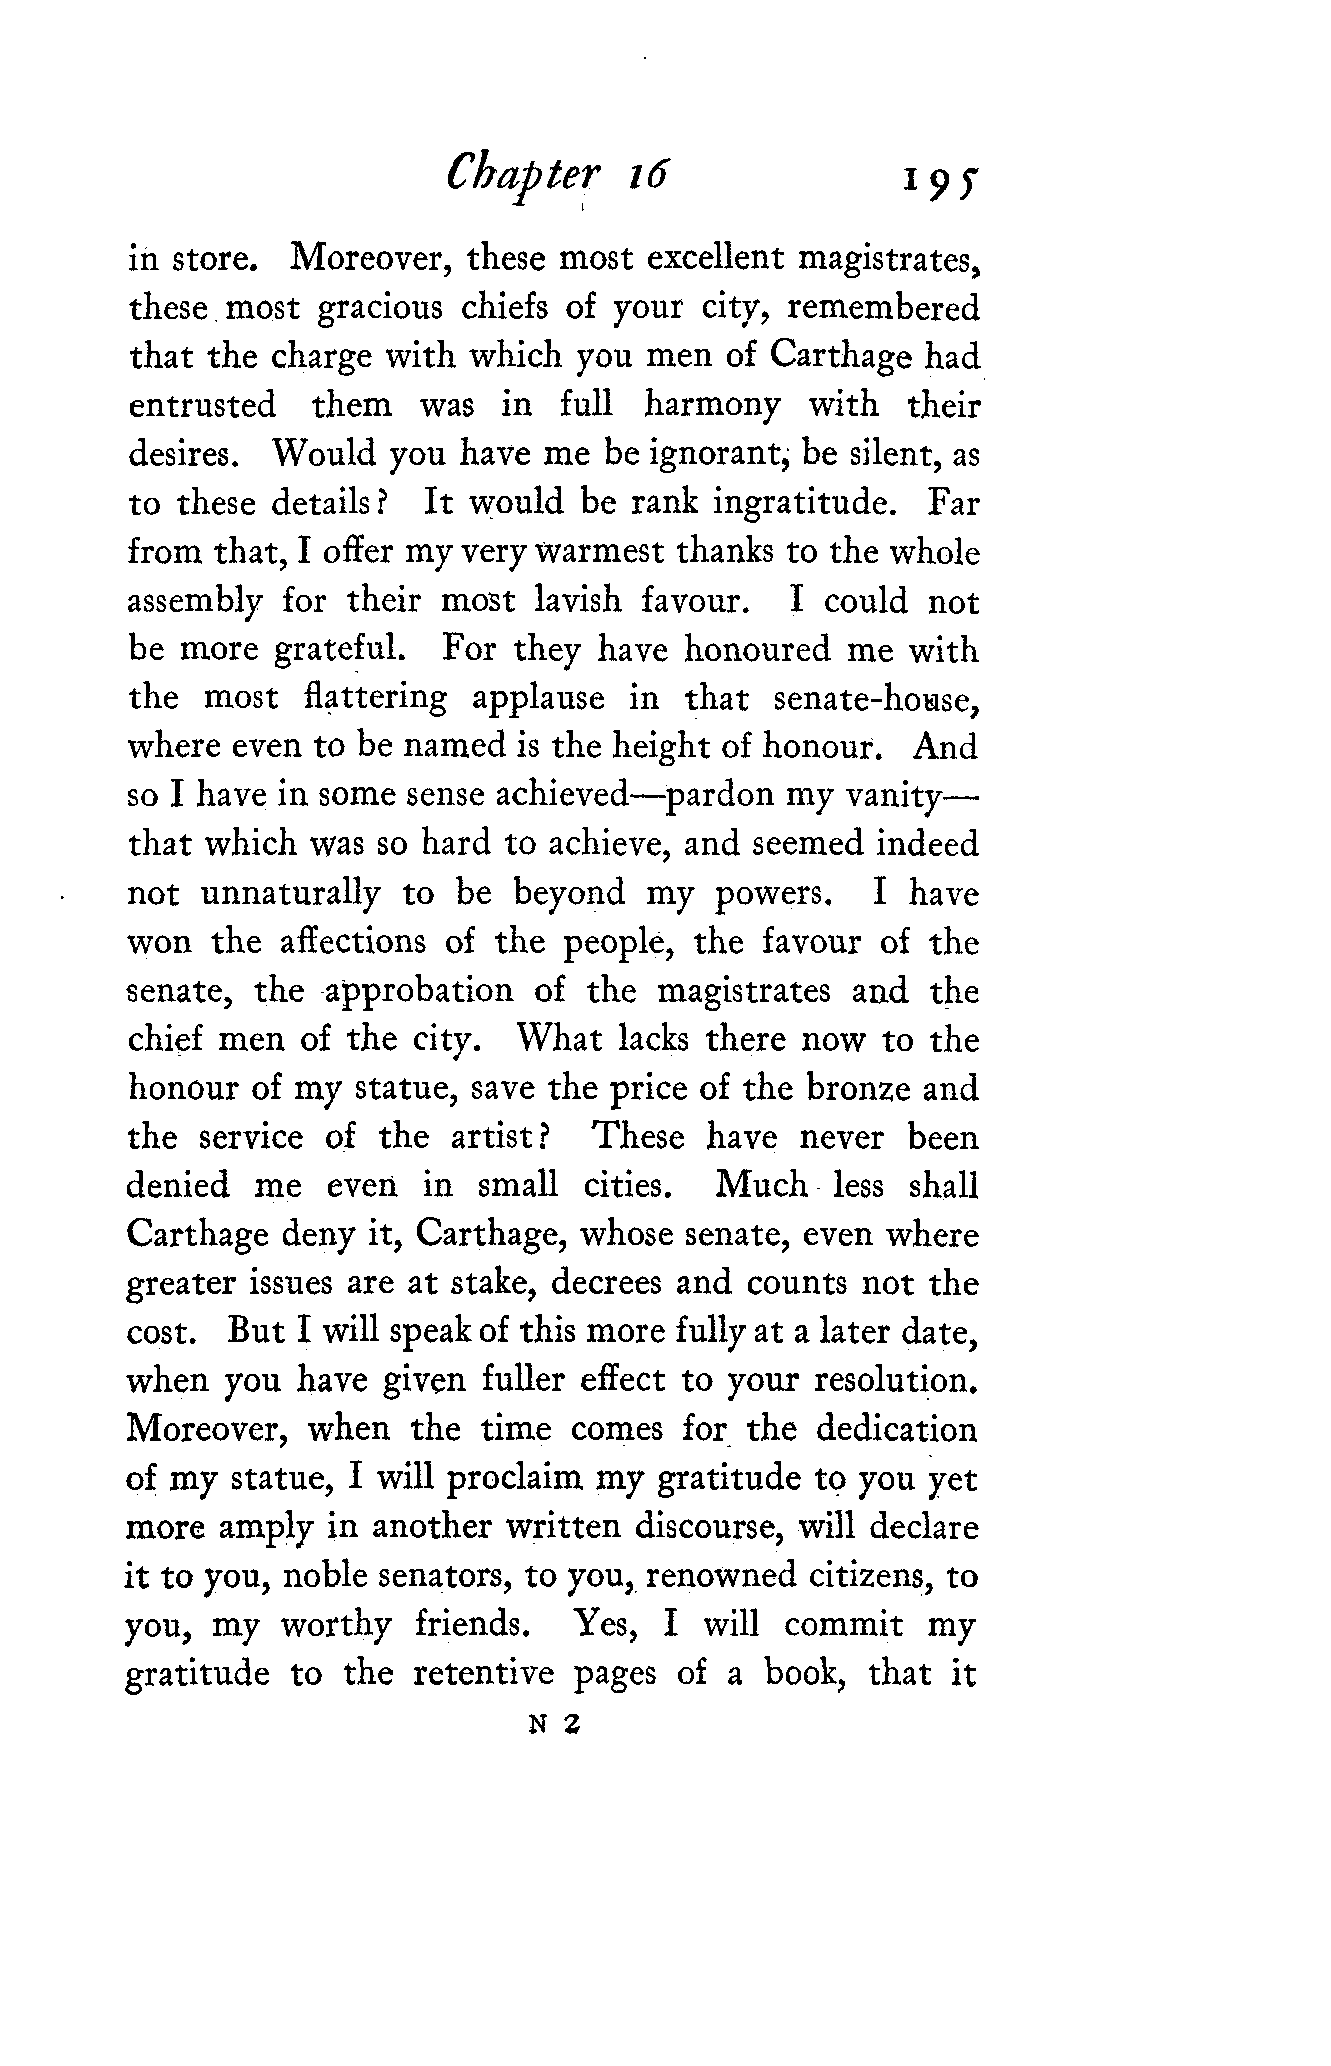 Chapter 16 195
in store. Moreover, these most excellent magistrates,
these most gracious chiefs of your city, remembered
that the charge with which you men of Carthage had
entrusted them was in full harmony with their
desires. Would you have me be ignorant, be silent, as
to these details? It would be rank ingratitude. Far
from that, I offer my very warmest thanks to the whole
assembly for their most lavish favour. I could not
be more grateful. For they have honoured me with
the most flattering applause in that senate-house,
where even to be named is the height of honour. And
so I have in some sense achieved—pardon my vanity—
that which was so hard to achieve, and seemed indeed
not unnaturally to be beyond my powers. I have
won the affections of the people, the favour of the
senate, the approbation of the magistrates and the
chief men of the city. What lacks there now to the
honour of my statue, save the price of the bronze and
the service of the artist? These have never been
denied me even in small cities. Much less shall
Carthage deny it, Carthage, whose senate, even where
greater issues are at stake, decrees and counts not the
cost. But I will speak of this more fully at a later date,
when you have given fuller effect to your resolution.
Moreover, when the time comes for the dedication
of my statue, I will proclaim my gratitude to you yet
more amply in another written discourse, will declare
it to you, noble senators, to you, renowned citizens, to
you, my worthy friends. Yes, I will commit my
gratitude to the retentive pages of a book, that it
N 2